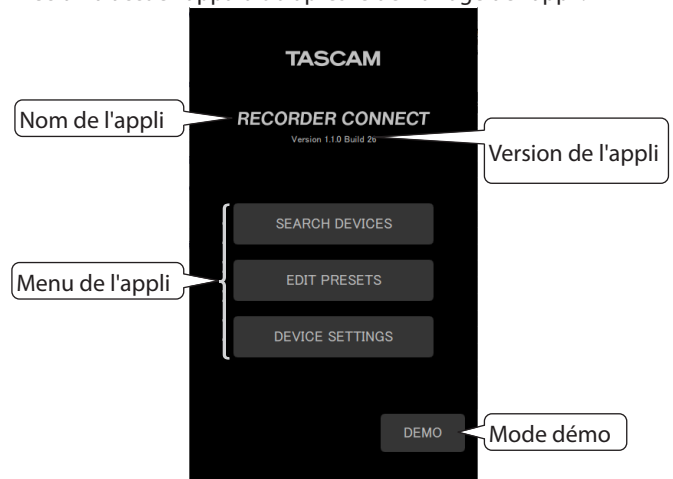 TASCAM
Nom de l'appli
RECORDER CONNECT
Version 1.1.0 Build 26
Version de l'appli
SEARCH DEVICES
Menu de l'appli
EDIT PRESETS
DEVICE SETTINGS
DEMO
Mode démo